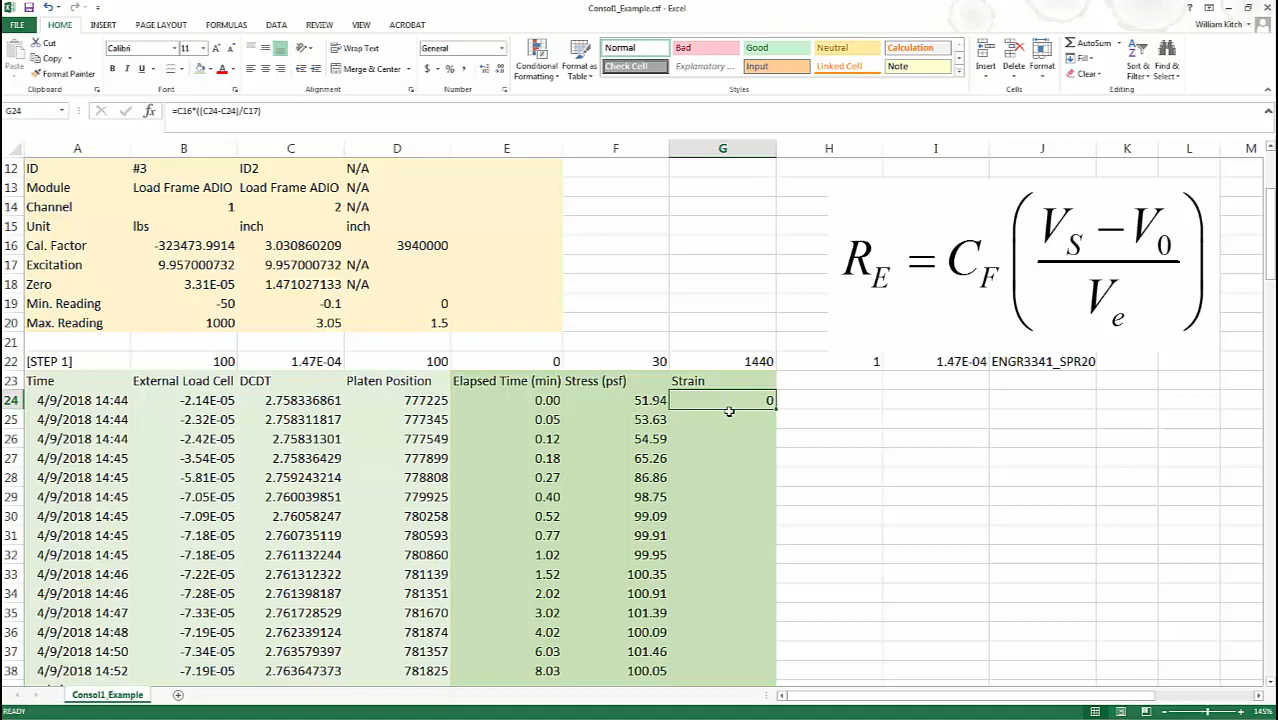 Consol1_Example.ctf - Excel
FILE HOME INSERT PAGE LAYOUT FORMULAS DATA REVIEW VIEW ACROBAT William Kitch
Cut Calibri 11 Wrap Text General Normal Bad Good Neutral Calculation AutoSum
Copy Fill
Paste Format Painter Merge & Center Conditional Formatting Format as Table Check Cell Explanatory ... Input Linked Cell Note Insert Delete Format Clear Sort & Filter Find & Select
Clipboard Font Alignment Number Styles Cells Editing
G24 =C16*((C24-C24)/C17)
A B C D E F G H I J K L M
12 ID #3 ID2 N/A
13 Module Load Frame ADIO Load Frame ADIO N/A
14 Channel 1 2 N/A
15 Unit lbs inch inch
16 Cal. Factor -323473.9914 3.030860209 3940000
17 Excitation 9.957000732 9.957000732 N/A
18 Zero 3.31E-05 1.471027133 N/A
19 Min. Reading -50 -0.1 0
20 Max. Reading 1000 3.05 1.5
R_E = C_F ( (V_S − V_0) / V_e )
21
22 [STEP 1] 100 1.47E-04 100 0 30 1440 1 1.47E-04 ENGR3341_SPR20
23 Time External Load Cell DCDT Platen Position Elapsed Time (min) Stress (psf) Strain
24 4/9/2018 14:44 -2.14E-05 2.758336861 777225 0.00 51.94 0
25 4/9/2018 14:44 -2.32E-05 2.758311817 777345 0.05 53.63
26 4/9/2018 14:44 -2.42E-05 2.75831301 777549 0.12 54.59
27 4/9/2018 14:45 -3.54E-05 2.75836429 777899 0.18 65.26
28 4/9/2018 14:45 -5.81E-05 2.759243214 778808 0.27 86.86
29 4/9/2018 14:45 -7.05E-05 2.760039851 779925 0.40 98.75
30 4/9/2018 14:45 -7.09E-05 2.76058247 780258 0.52 99.09
31 4/9/2018 14:45 -7.18E-05 2.760735119 780593 0.77 99.91
32 4/9/2018 14:45 -7.18E-05 2.761132244 780860 1.02 99.95
33 4/9/2018 14:46 -7.22E-05 2.761312322 781139 1.52 100.35
34 4/9/2018 14:46 -7.28E-05 2.761398187 781351 2.02 100.91
35 4/9/2018 14:47 -7.33E-05 2.761728529 781670 3.02 101.39
36 4/9/2018 14:48 -7.19E-05 2.762339124 781874 4.02 100.09
37 4/9/2018 14:50 -7.34E-05 2.763579397 781357 6.03 101.46
38 4/9/2018 14:52 -7.19E-05 2.763647373 781825 8.03 100.05
Consol1_Example
READY 145%